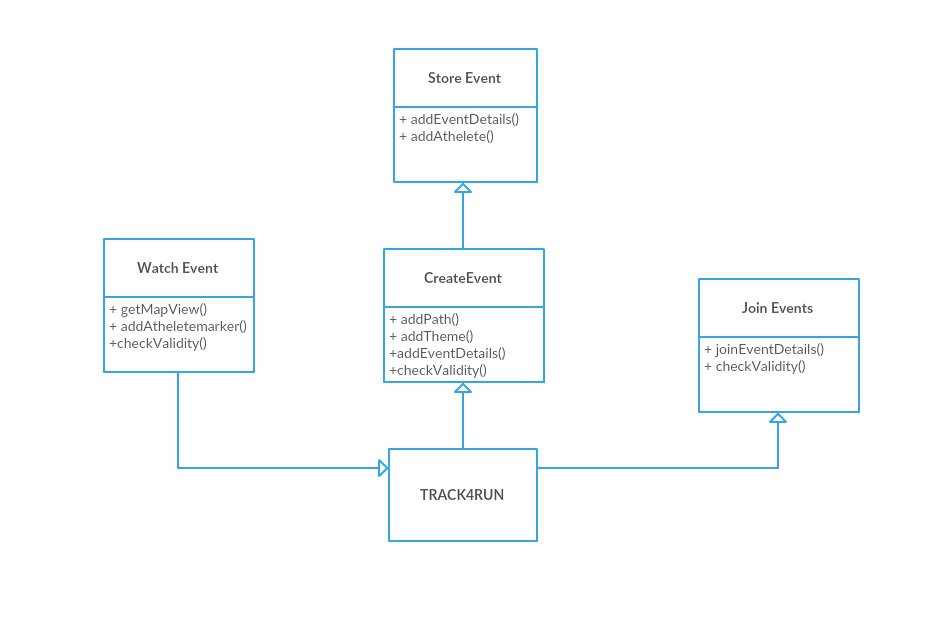 Store Event
+ addEventDetails()
+ addAthelete()
Watch Event
+ getMapView()
+ addAtheletemarker()
+checkValidity()
CreateEvent
+ addPath()
+ addTheme()
+addEventDetails()
+checkValidity()
Join Events
+ joinEventDetails()
+ checkValidity()
TRACK4RUN